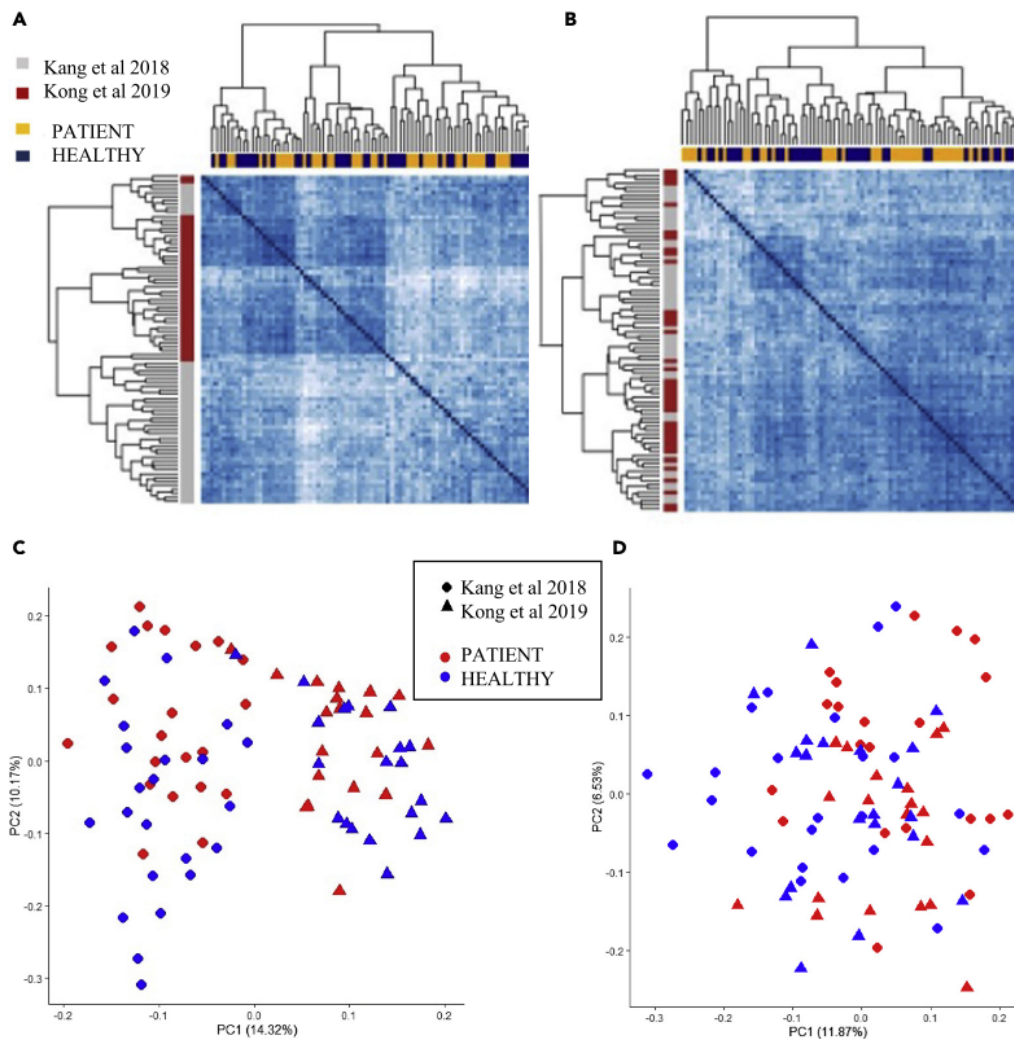 A
B
Kang et al 2018
Kong et al 2019
PATIENT
HEALTHY
C
D
Kang et al 2018
Kong et al 2019
PATIENT
HEALTHY
0.2
0.1
0.0
-0.1
-0.2
-0.3
PC2 (10.17%)
-0.2
-0.1
0.0
0.1
0.2
PC1 (14.32%)
0.2
0.1
0.0
-0.1
-0.2
PC2 (6.53%)
-0.3
-0.2
-0.1
0.0
0.1
0.2
PC1 (11.87%)